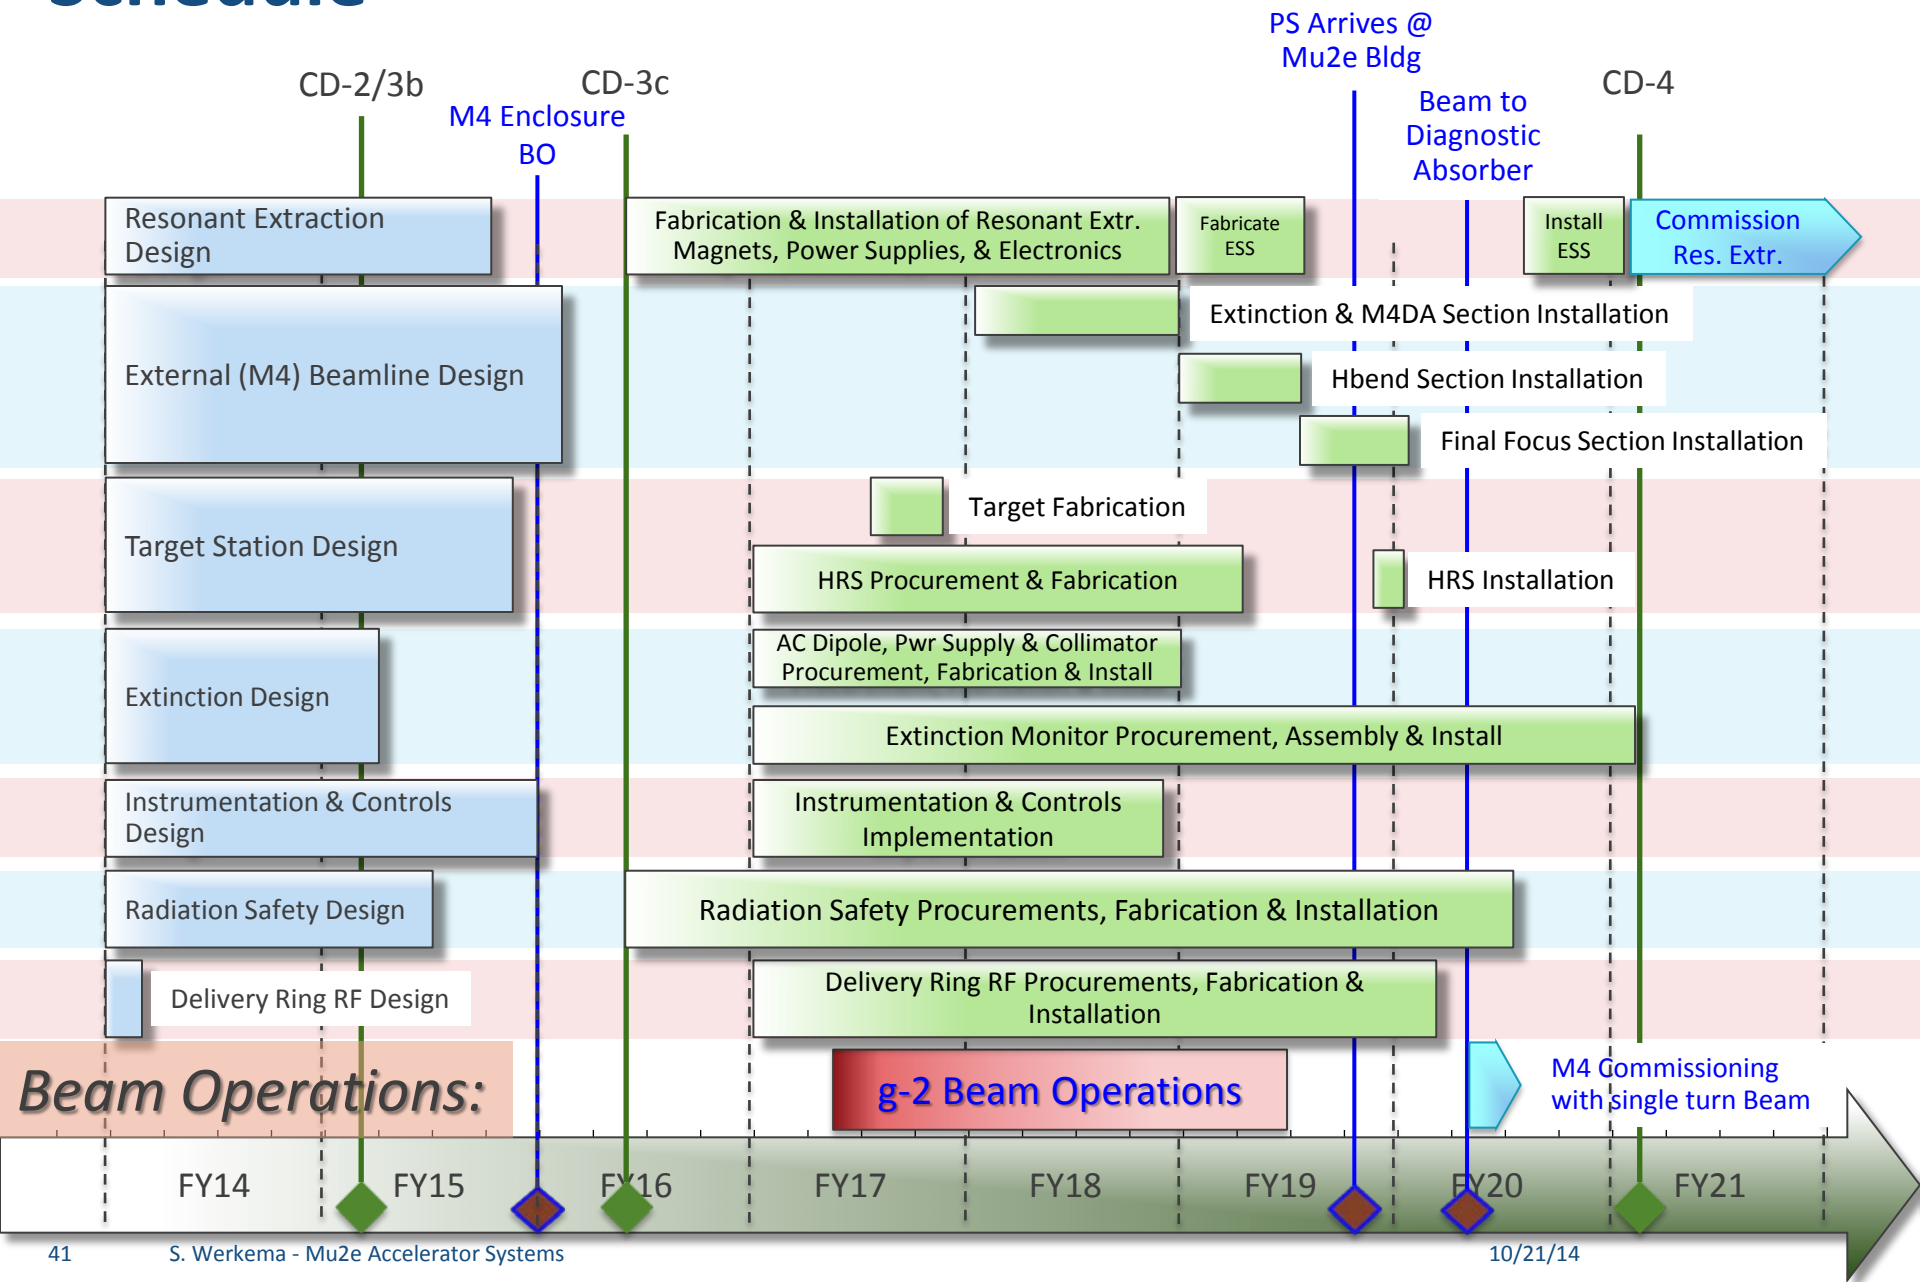 Schedule
PS Arrives @
Mu2e Bldg
CD-2/3b
CD-3c
CD-4
M4 Enclosure
BO
Beam to
Diagnostic
Absorber
Resonant Extraction
Design
Fabrication & Installation of Resonant Extr.
Magnets, Power Supplies, & Electronics
Fabricate
ESS
Install
ESS
Commission
Res. Extr.
External (M4) Beamline Design
Extinction & M4DA Section Installation
Hbend Section Installation
Final Focus Section Installation
Target Station Design
Target Fabrication
HRS Procurement & Fabrication
HRS Installation
Extinction Design
AC Dipole, Pwr Supply & Collimator
Procurement, Fabrication & Install
Extinction Monitor Procurement, Assembly & Install
Instrumentation & Controls
Design
Instrumentation & Controls
Implementation
Radiation Safety Design
Radiation Safety Procurements, Fabrication & Installation
Delivery Ring RF Design
Delivery Ring RF Procurements, Fabrication &
Installation
Beam Operations:
g-2 Beam Operations
M4 Commissioning
with single turn Beam
FY14
FY15
FY16
FY17
FY18
FY19
FY20
FY21
41
S. Werkema - Mu2e Accelerator Systems
10/21/14